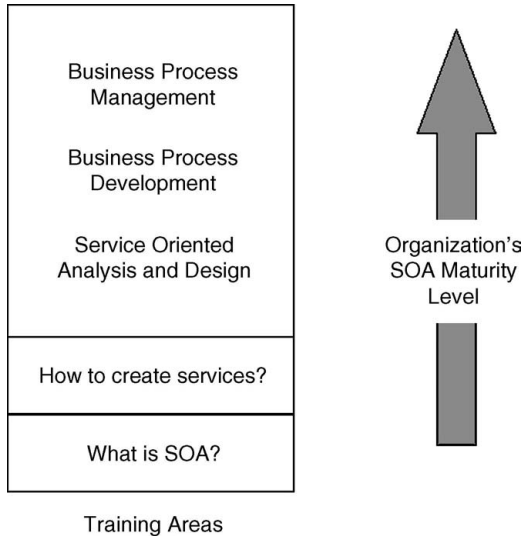 Business Process
Management
Business Process
Development
Service Oriented
Analysis and Design
How to create services?
What is SOA?
Training Areas
Organization's
SOA Maturity
Level